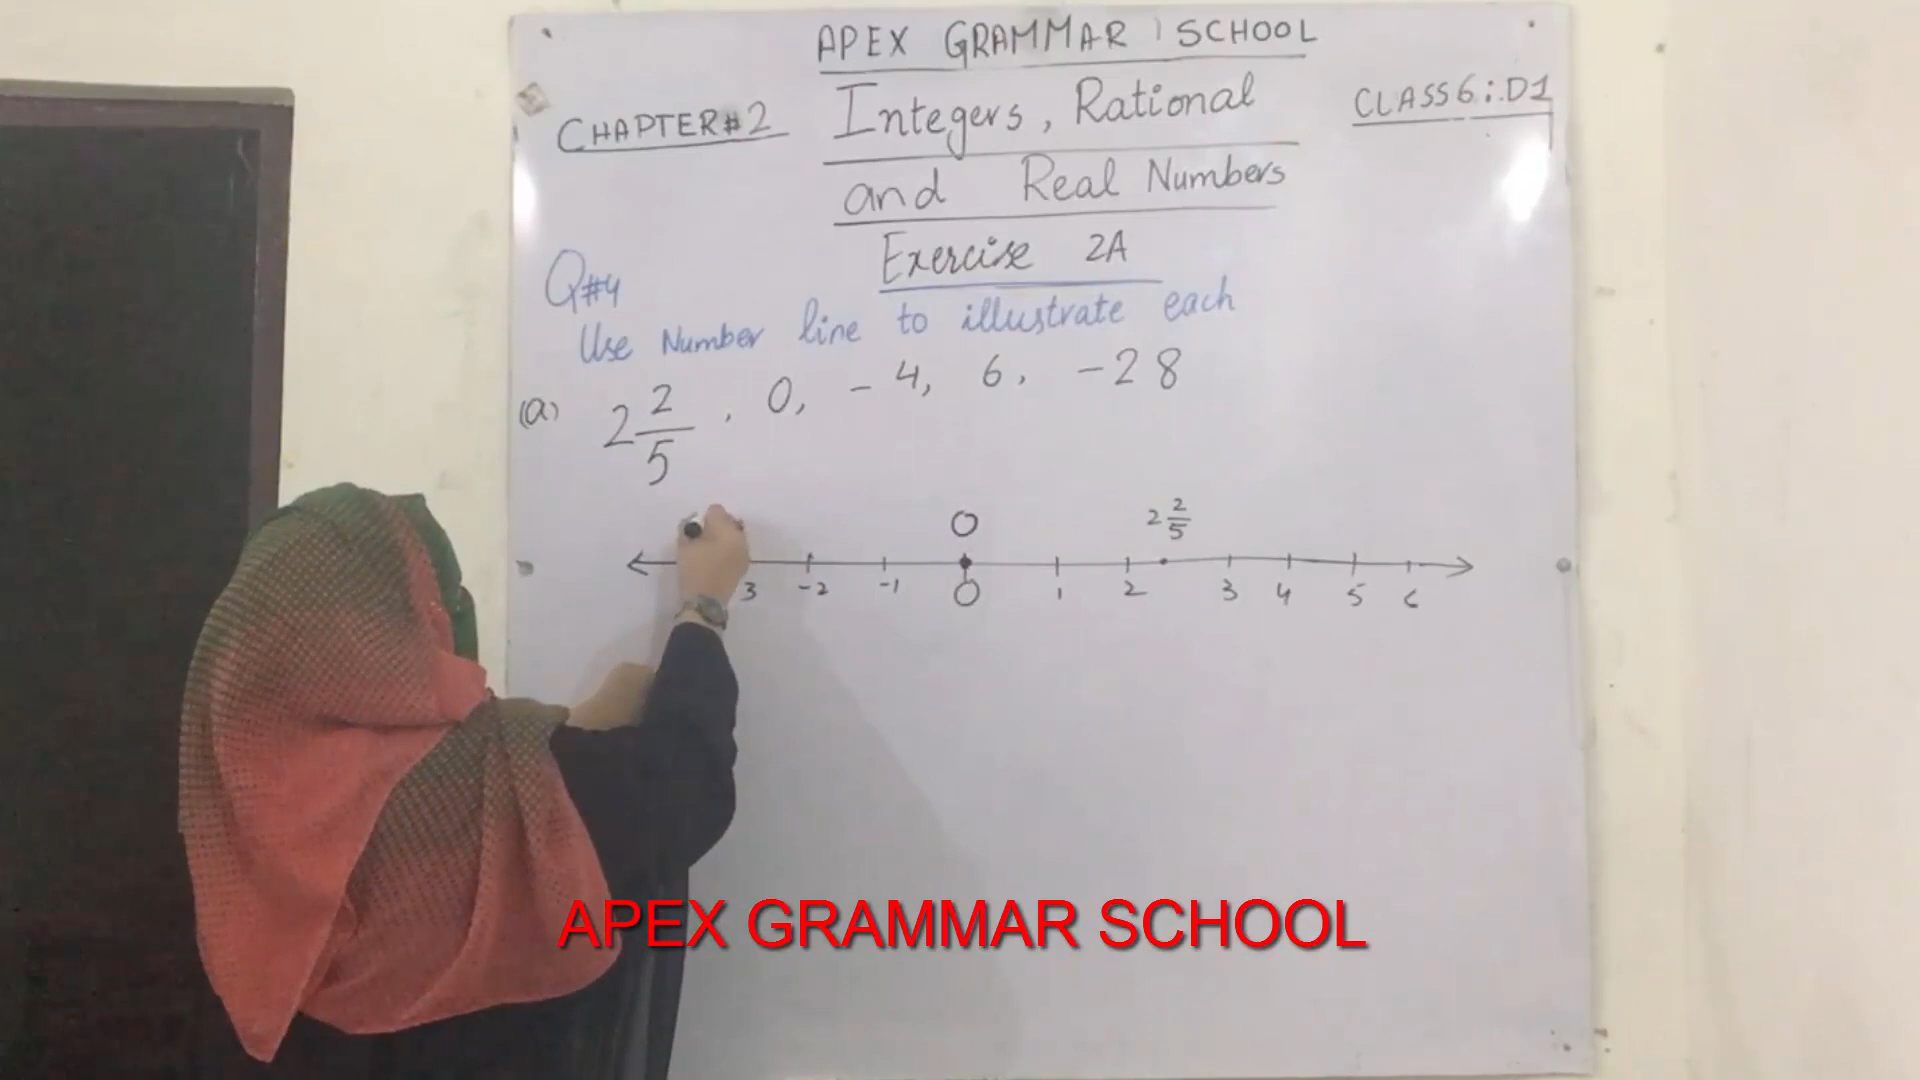 APEX GRAMMAR SCHOOL
CHAPTER#2
Integers, Rational
CLASS 6 : D1
and Real Numbers
Exercise 2A
Q#4
Use Number line to illustrate each
(a) 2 2/5 , 0, -4, 6, -28
0 2 2/5
3 -2 -1 0 1 2 3 4 5 6
APEX GRAMMAR SCHOOL